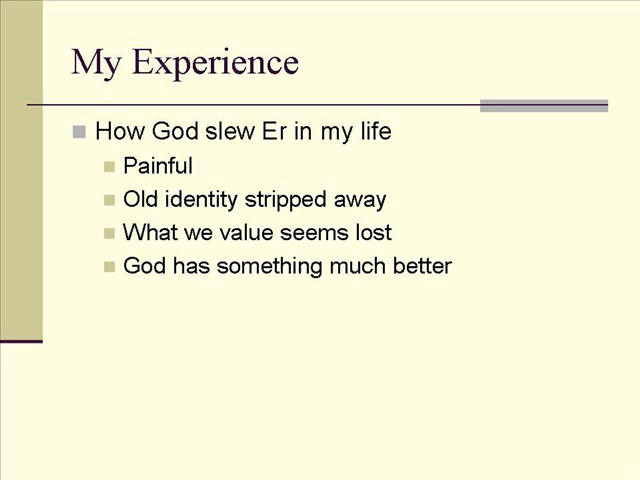 My Experience
How God slew Er in my life
Painful
Old identity stripped away
What we value seems lost
God has something much better